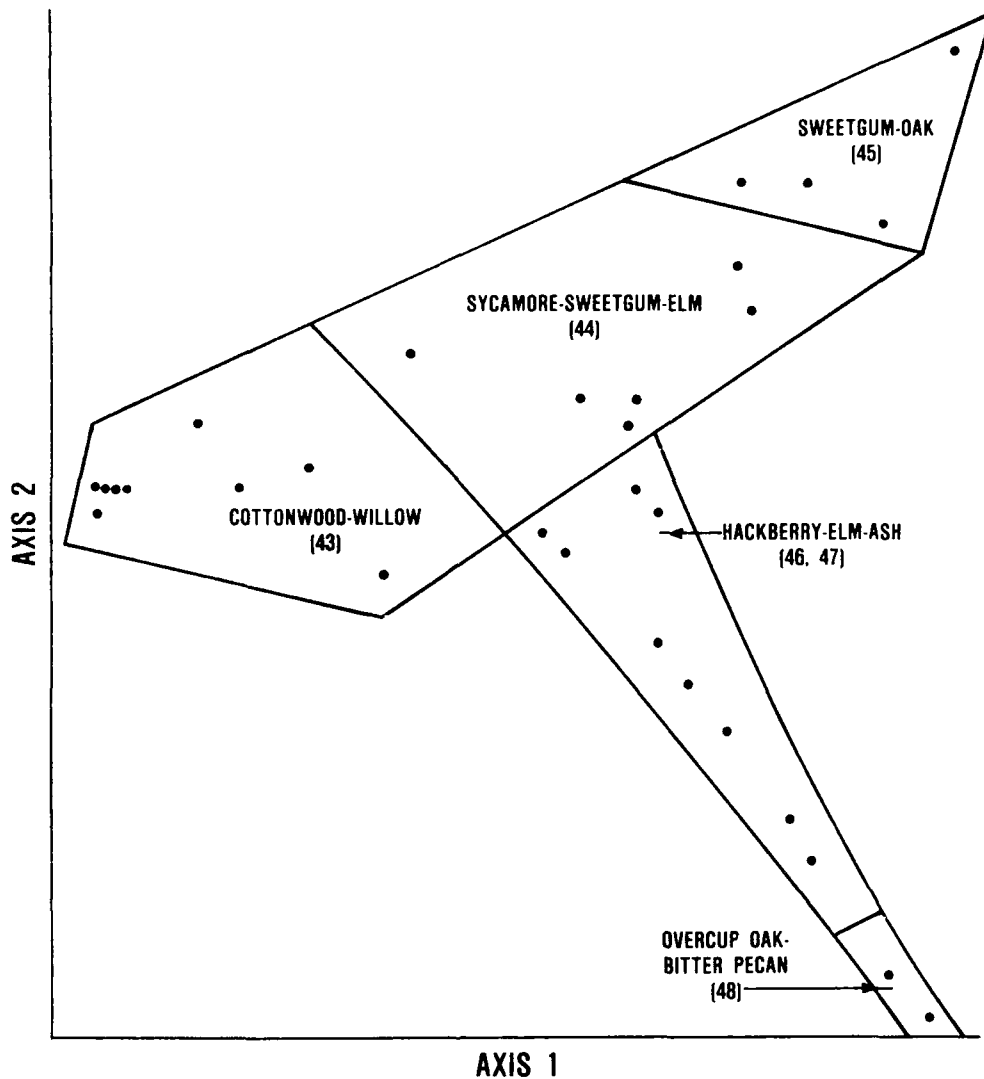 SWEETGUM-OAK
(45)
SYCAMORE-SWEETGUM-ELM
(44)
COTTONWOOD-WILLOW
(43)
HACKBERRY-ELM-ASH
(46, 47)
OVERCUP OAK-
BITTER PECAN
(48)
AXIS 2
AXIS 1